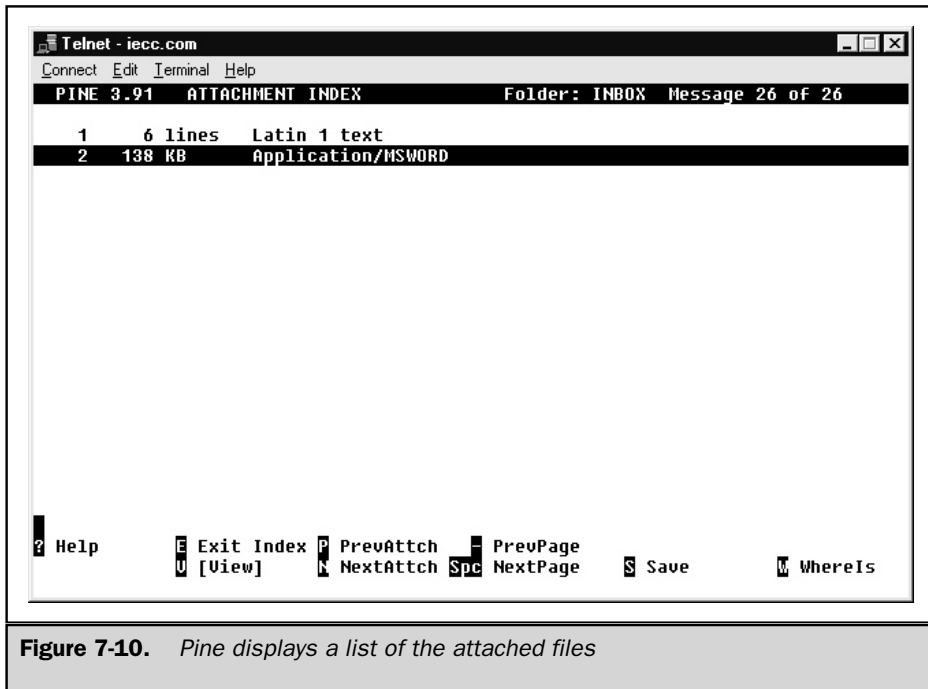 Telnet - iecc.com
Connect Edit Terminal Help
PINE 3.91 ATTACHMENT INDEX Folder: INBOX Message 26 of 26
1 6 lines Latin 1 text
2 138 KB Application/MSWORD
? Help E Exit Index P PrevAttch - PrevPage
V [View] N NextAttch Spc NextPage S Save W WhereIs
Figure 7-10. Pine displays a list of the attached files